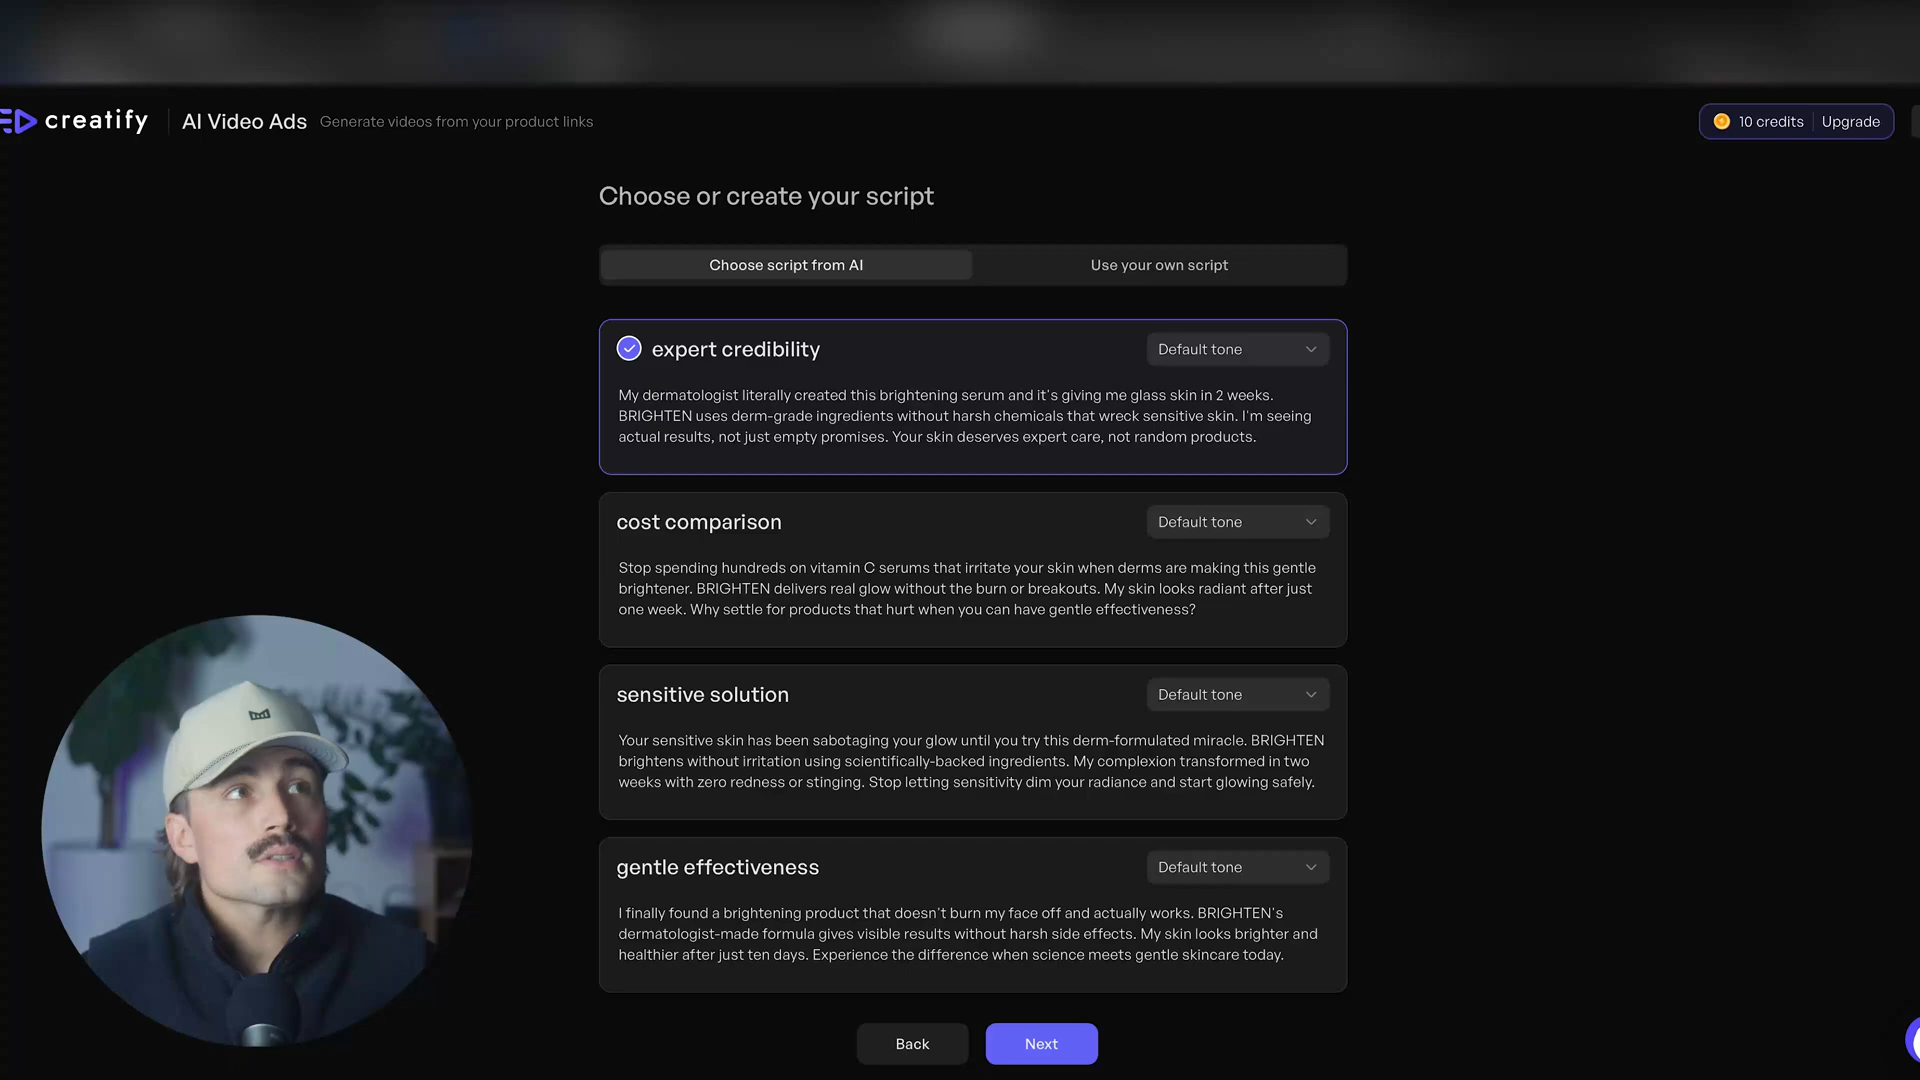 creatify
AI Video Ads
Generate videos from your product links
10 credits
Upgrade
Choose or create your script
Choose script from AI
Use your own script
expert credibility
Default tone
My dermatologist literally created this brightening serum and it's giving me glass skin in 2 weeks.
BRIGHTEN uses derm-grade ingredients without harsh chemicals that wreck sensitive skin. I'm seeing
actual results, not just empty promises. Your skin deserves expert care, not random products.
cost comparison
Default tone
Stop spending hundreds on vitamin C serums that irritate your skin when derms are making this gentle
brightener. BRIGHTEN delivers real glow without the burn or breakouts. My skin looks radiant after just
one week. Why settle for products that hurt when you can have gentle effectiveness?
sensitive solution
Default tone
Your sensitive skin has been sabotaging your glow until you try this derm-formulated miracle. BRIGHTEN
brightens without irritation using scientifically-backed ingredients. My complexion transformed in two
weeks with zero redness or stinging. Stop letting sensitivity dim your radiance and start glowing safely.
gentle effectiveness
Default tone
I finally found a brightening product that doesn't burn my face off and actually works. BRIGHTEN's
dermatologist-made formula gives visible results without harsh side effects. My skin looks brighter and
healthier after just ten days. Experience the difference when science meets gentle skincare today.
Back
Next